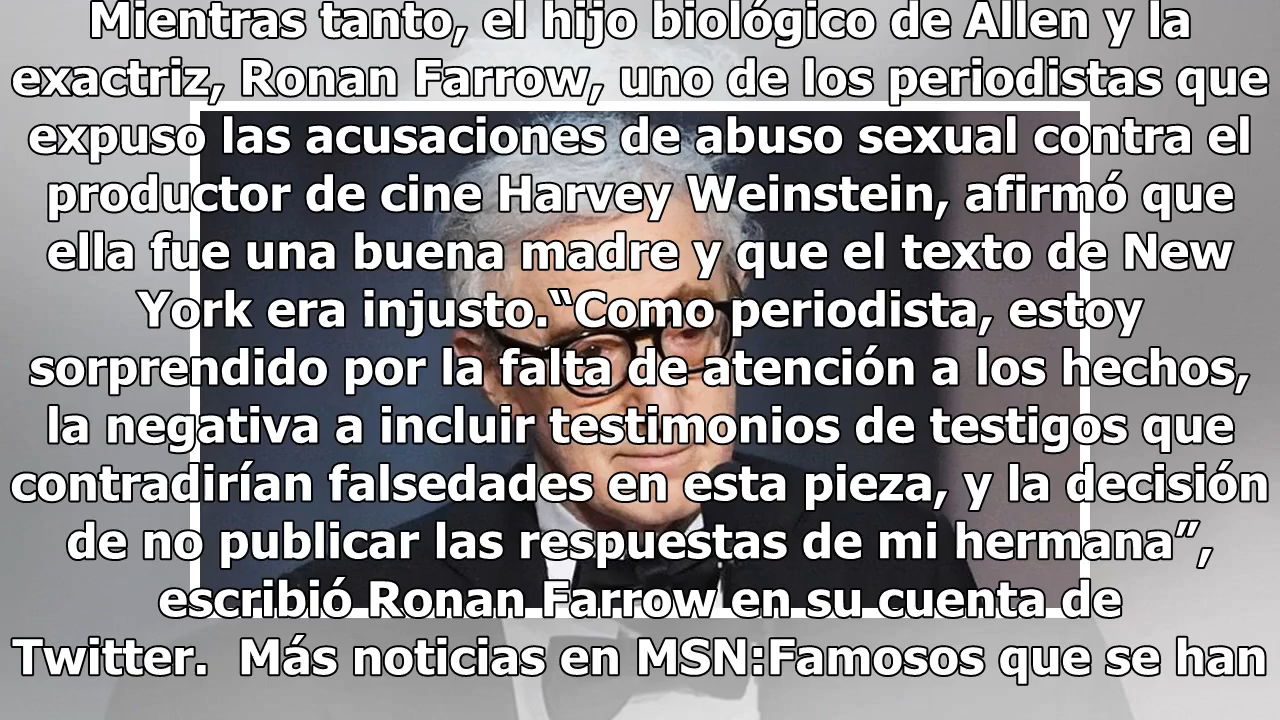 Mientras tanto, el hijo biológico de Allen y la
exactriz, Ronan Farrow, uno de los periodistas que
expuso las acusaciones de abuso sexual contra el
productor de cine Harvey Weinstein, afirmó que
ella fue una buena madre y que el texto de New
York era injusto.“Como periodista, estoy
sorprendido por la falta de atención a los hechos,
la negativa a incluir testimonios de testigos que
contradirían falsedades en esta pieza, y la decisión
de no publicar las respuestas de mi hermana”,
escribió Ronan Farrow en su cuenta de
Twitter.  Más noticias en MSN:Famosos que se han